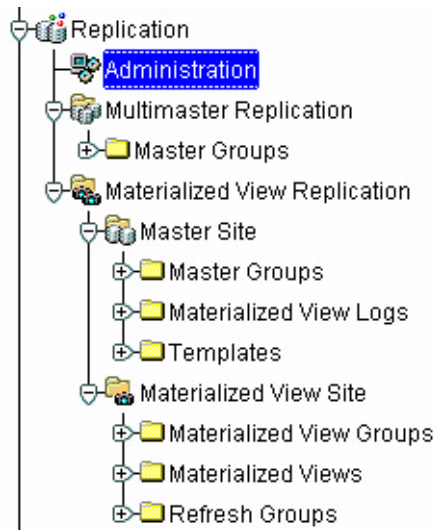 Replication
Administration
Multimaster Replication
Master Groups
Materialized View Replication
Master Site
Master Groups
Materialized View Logs
Templates
Materialized View Site
Materialized View Groups
Materialized Views
Refresh Groups